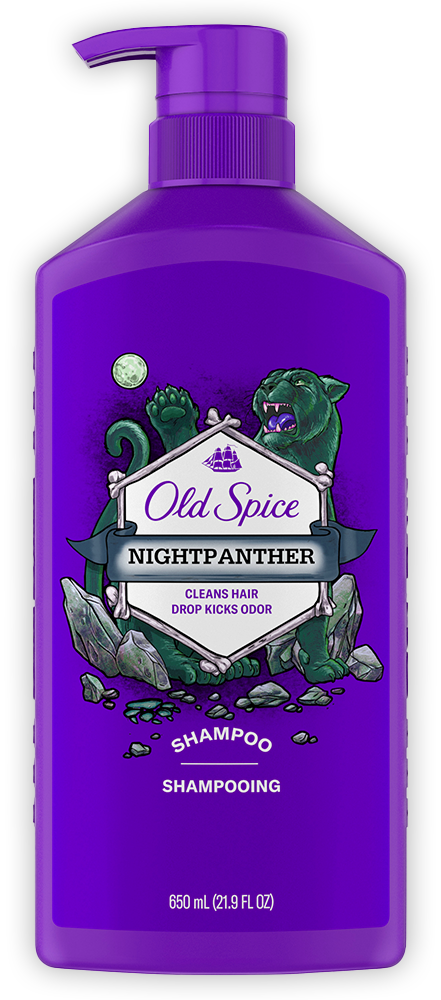 Old Spice
NIGHTPANTHER
CLEANS HAIR
DROP KICKS ODOR
SHAMPOO
SHAMPOOING
650 mL (21.9 FL OZ)